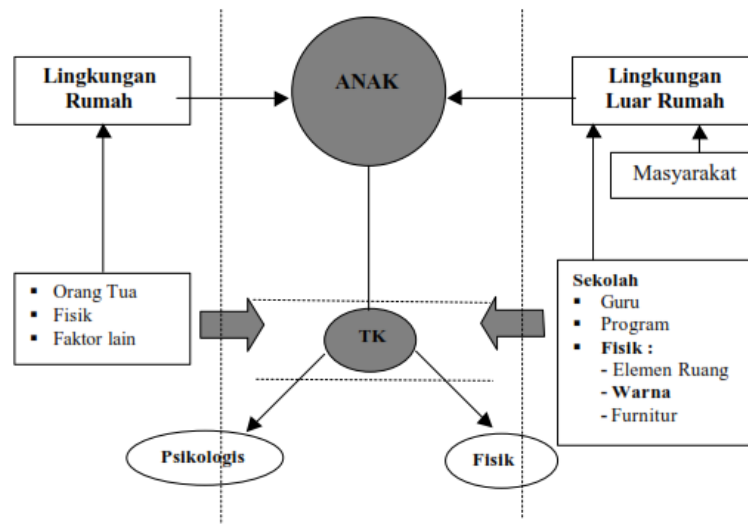 Lingkungan
Rumah
ANAK
Lingkungan
Luar Rumah
Masyarakat
▪ Orang Tua
▪ Fisik
▪ Faktor lain
TK
Sekolah
▪ Guru
▪ Program
▪ Fisik :
- Elemen Ruang
- Warna
- Furnitur
Psikologis
Fisik